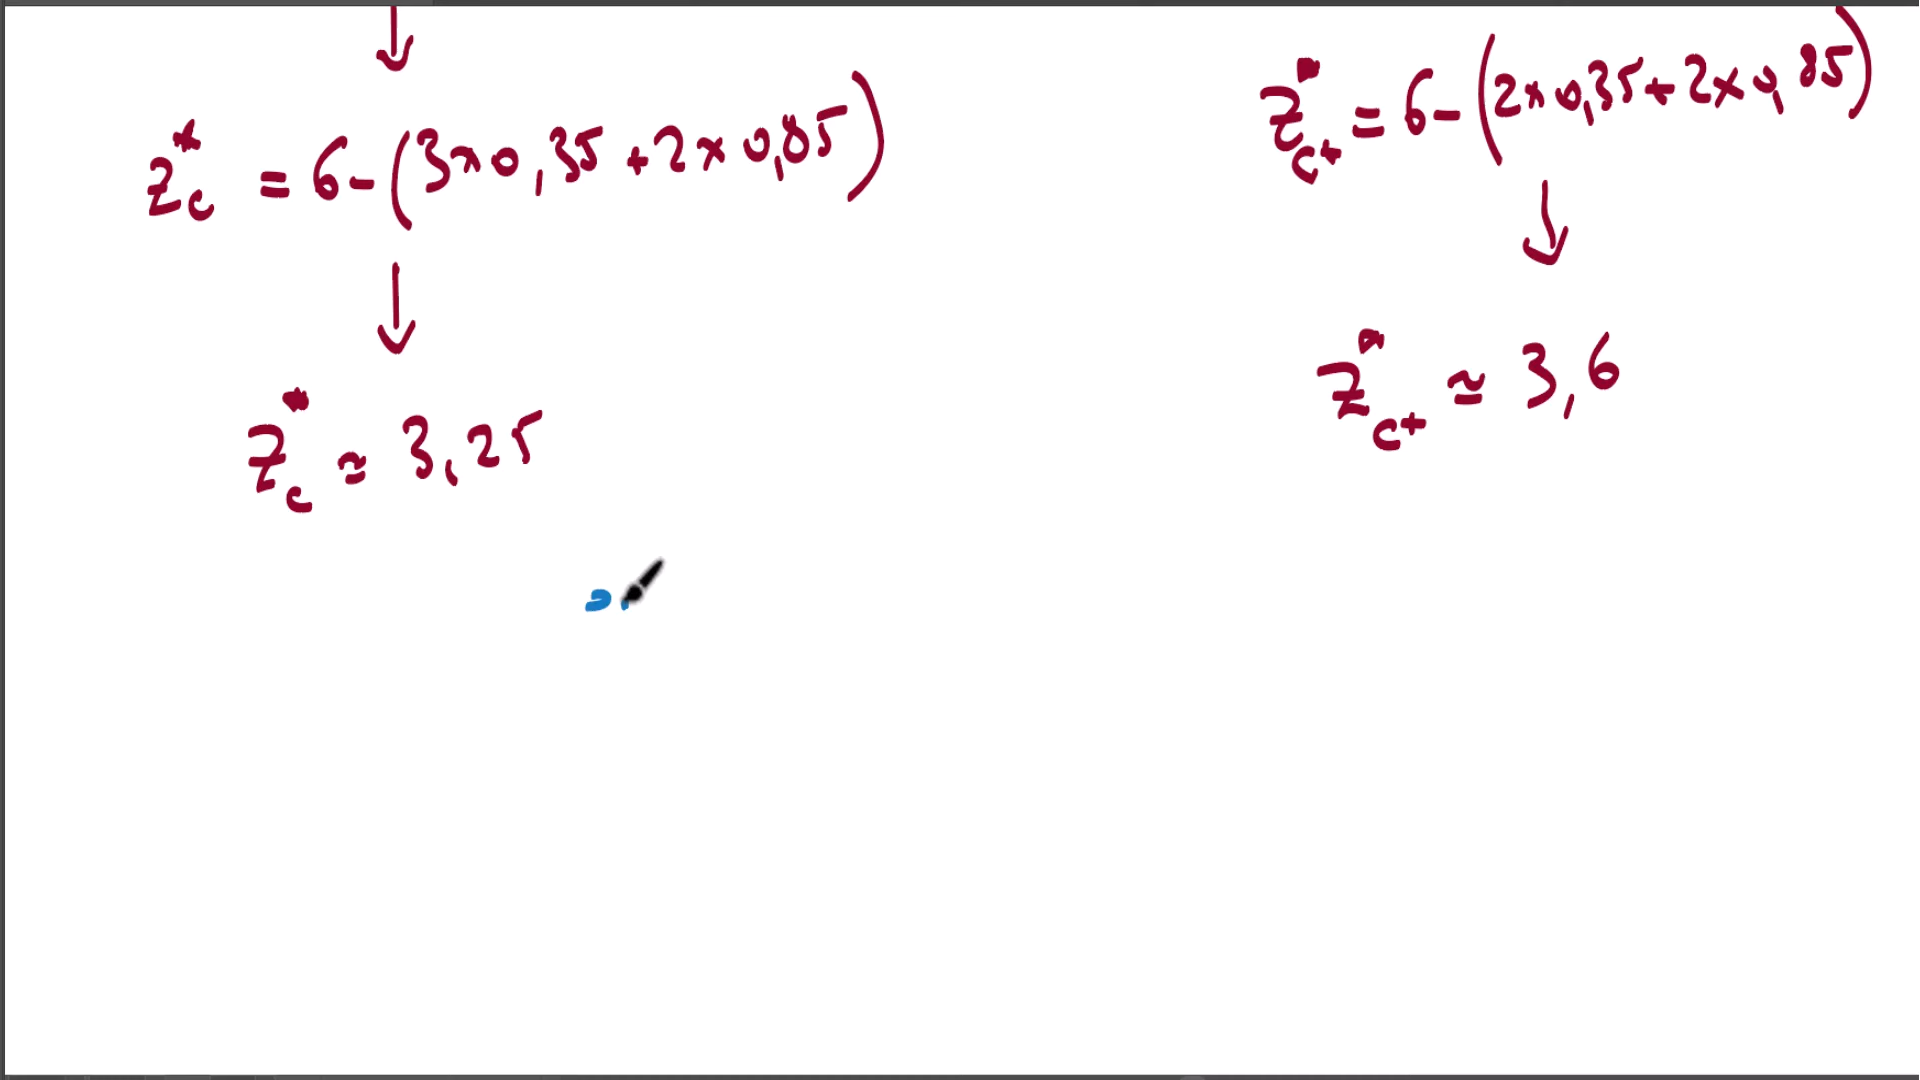 Z*c = 6-(3×0,35+2×0,85)
Z*c ≃ 3,25
Z*c+ = 6-(2×0,35+2×0,85)
Z*c+ ≃ 3,6